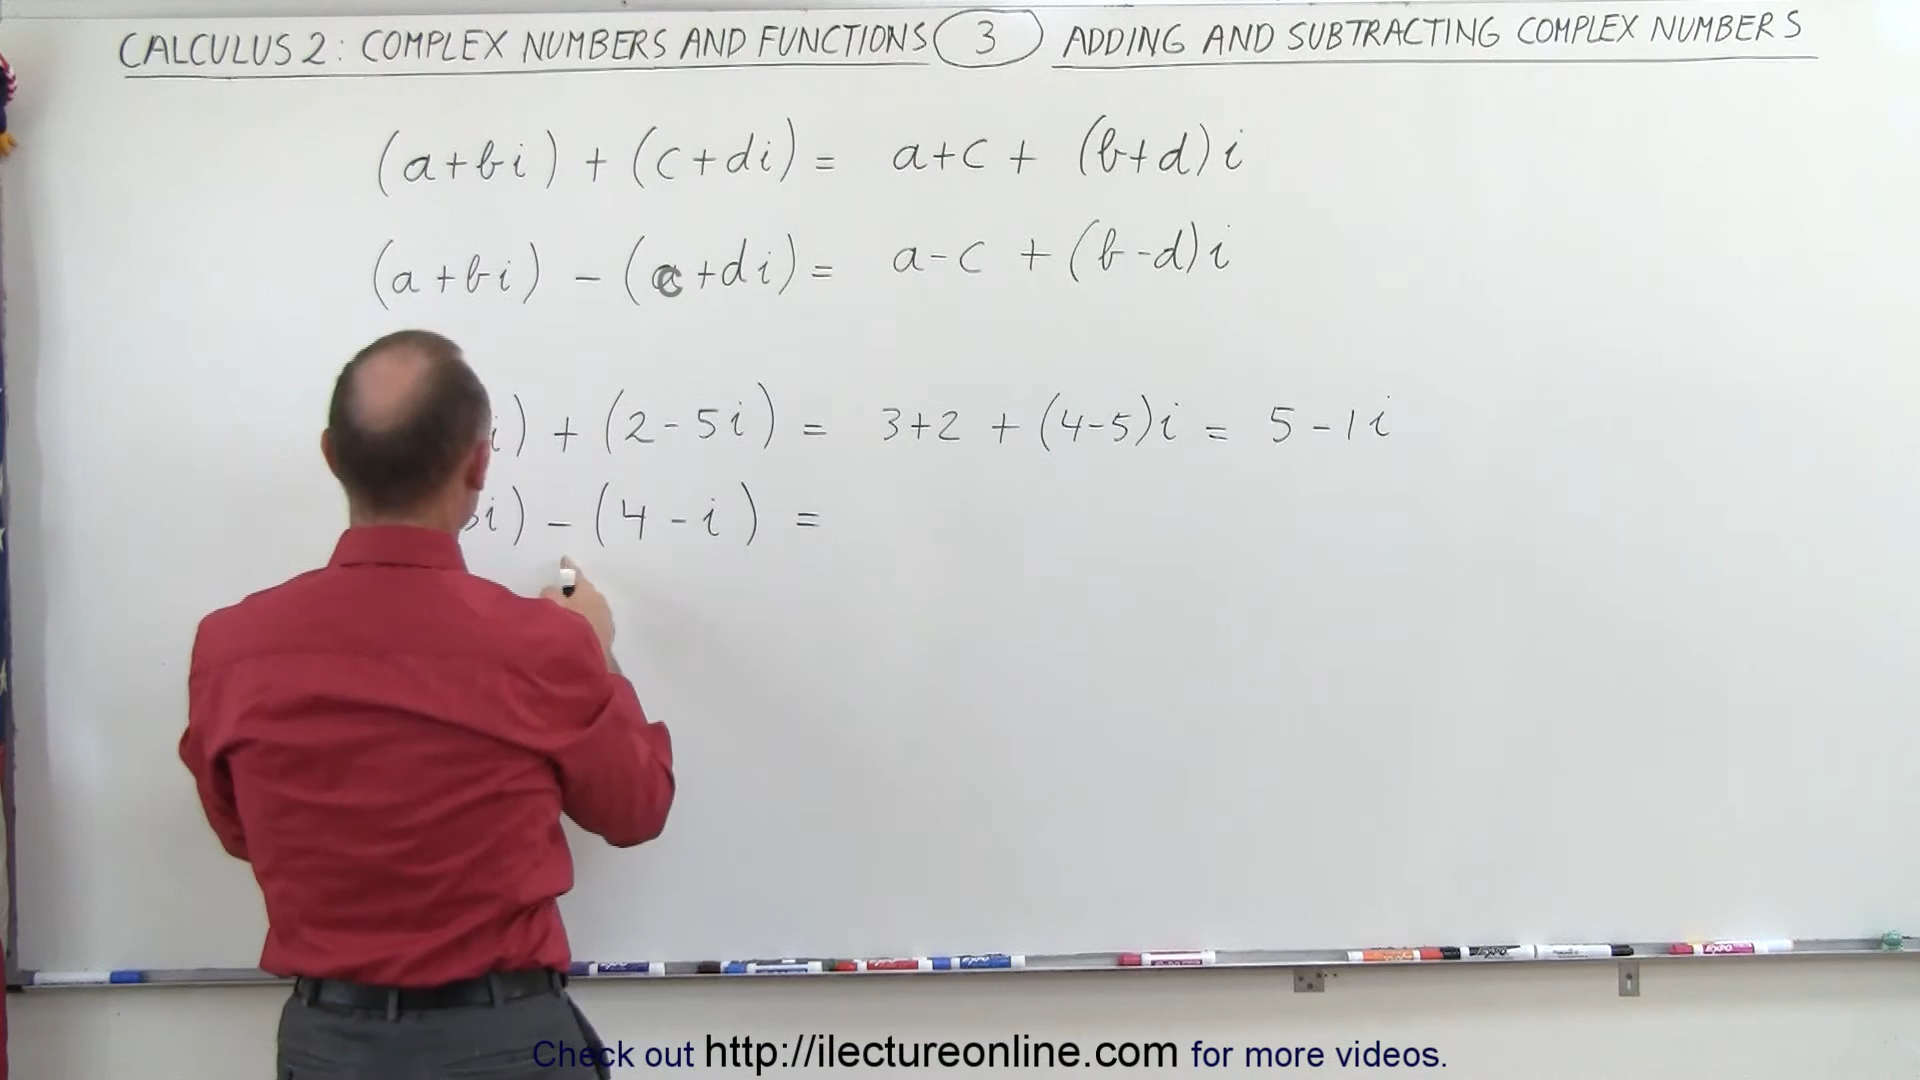 CALCULUS 2: COMPLEX NUMBERS AND FUNCTIONS 3 ADDING AND SUBTRACTING COMPLEX NUMBERS
(a+bi) + (c+di) = a+c + (b+d)i
(a+bi) - (c+di) = a-c + (b-d)i
i) + (2-5i) = 3+2 + (4-5)i = 5-1i
i) - (4-i) =
Check out http://ilectureonline.com for more videos.